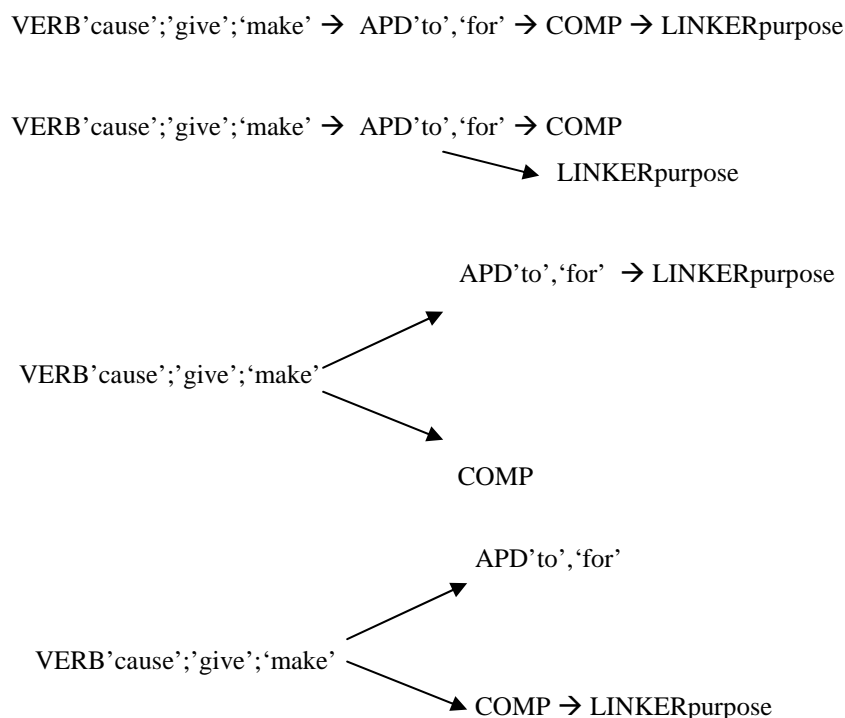 VERB’cause’;’give’;‘make’ → APD’to’,‘for’ → COMP → LINKERpurpose
VERB’cause’;’give’;‘make’ → APD’to’,‘for’ → COMP
LINKERpurpose
APD’to’,‘for’ → LINKERpurpose
VERB’cause’;’give’;‘make’
COMP
APD’to’,‘for’
VERB’cause’;’give’;‘make’
COMP → LINKERpurpose